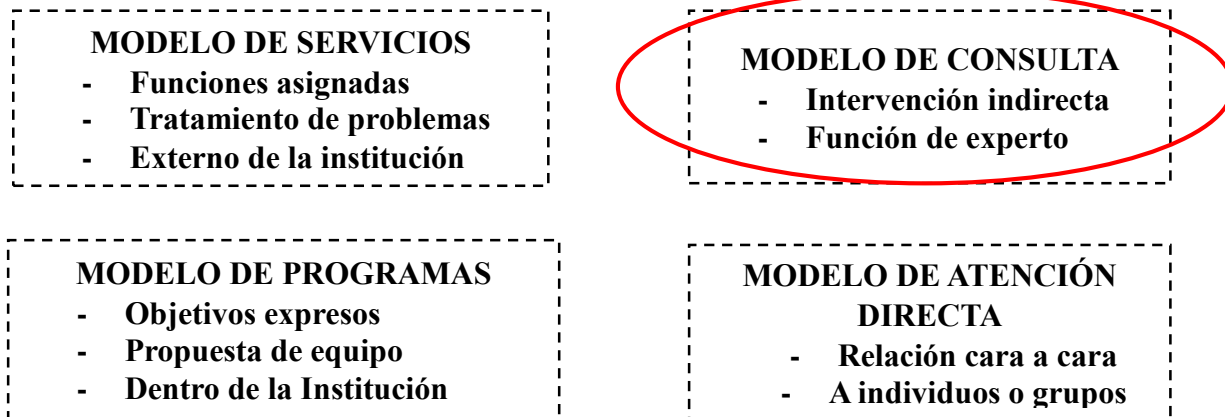 MODELO DE SERVICIOS
- Funciones asignadas
- Tratamiento de problemas
- Externo de la institución
MODELO DE CONSULTA
- Intervención indirecta
- Función de experto
MODELO DE PROGRAMAS
- Objetivos expresos
- Propuesta de equipo
- Dentro de la Institución
MODELO DE ATENCIÓN
DIRECTA
- Relación cara a cara
- A individuos o grupos